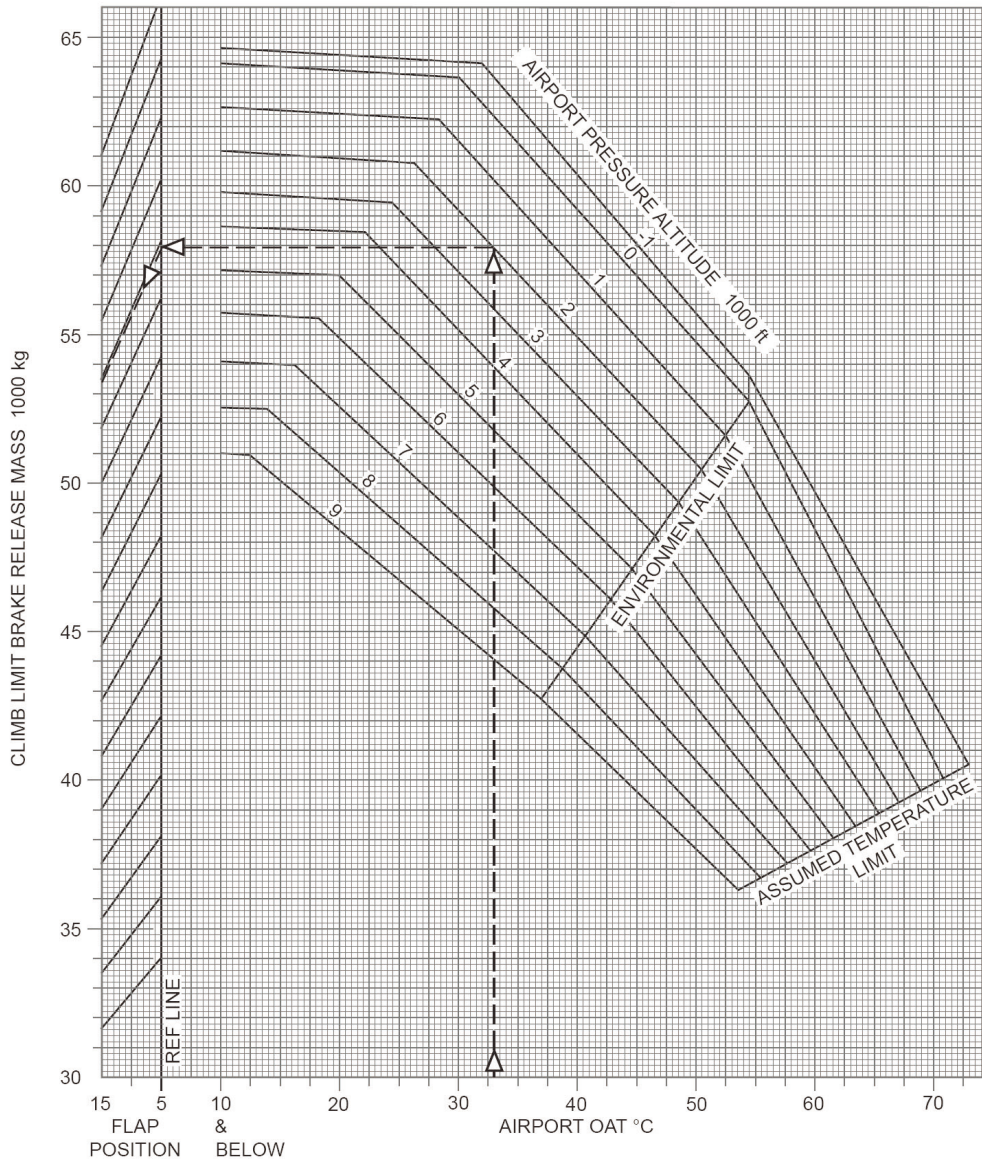 65
60
55
50
45
40
35
30
CLIMB LIMIT BRAKE RELEASE MASS 1000 kg
AIRPORT PRESSURE ALTITUDE 1000 ft
-1
0
1
2
3
4
5
6
7
8
9
ENVIRONMENTAL LIMIT
ASSUMED TEMPERATURE
LIMIT
REF LINE
15 5 10 20 30 40 50 60 70
FLAP & AIRPORT OAT °C
POSITION BELOW